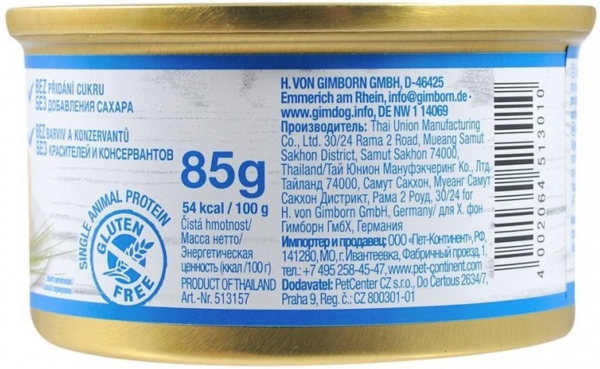 BEZ PŘIDÁNÍ CUKRU
БЕЗ ДОБАВЛЕНИЯ САХАРА
BEZ BARVIV A KONZERVANTŮ
БЕЗ КРАСИТЕЛЕЙ И КОНСЕРВАНТОВ
SINGLE ANIMAL PROTEIN
GLUTEN
FREE
85g
54 kcal / 100 g
Čistá hmotnost/
Масса нетто/
Энергетическая
ценность (ккал/100 г)
PRODUCT OF THAILAND
Art.-Nr. 513157
H. VON GIMBORN GMBH, D-46425
Emmerich am Rhein, info@gimborn.de ·
www.gimdog.info, DE NW 1 14069
Производитель: Thai Union Manufacturing
Co., Ltd. 30/24 Rama 2 Road, Mueang Samut
Sakhon District, Samut Sakhon 74000,
Thailand/Тай Юнион Мануфэкчеринг Ко., Лтд.
Тайланд 74000, Самут Сакхон, Муеанг Самут
Сакхон Дистрикт, Рама 2 Роуд, 30/24 for
H. von Gimborn GmbH, Germany/для Х. фон
Гимборн ГмбХ, Германия
Импортер и продавец: ООО «Пет-Континент», РФ,
141280, МО, г. Ивантеевка, Фабричный проезд, 1,
тел.: +7 495 258-45-47, www.pet-continent.com
Dodavatel: PetCenter CZ s.r.o., Do Čertous 2634/7,
Praha 9, Reg. č.: CZ 800301-01
4 002064 513010